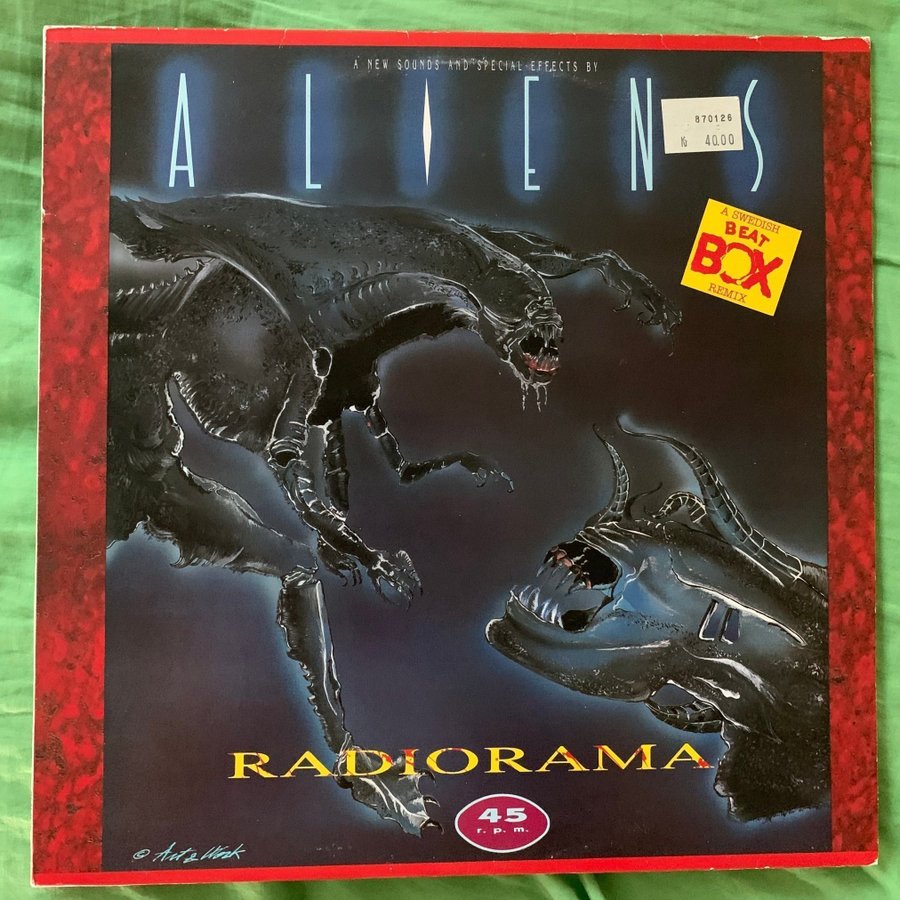 A NEW SOUNDS AND SPECIAL EFFECTS BY
ALIENS
870126
K 40.00
A SWEDISH
BEAT
BOX
REMIX
RADIORAMA
45
r.p.m.
© Art & Work